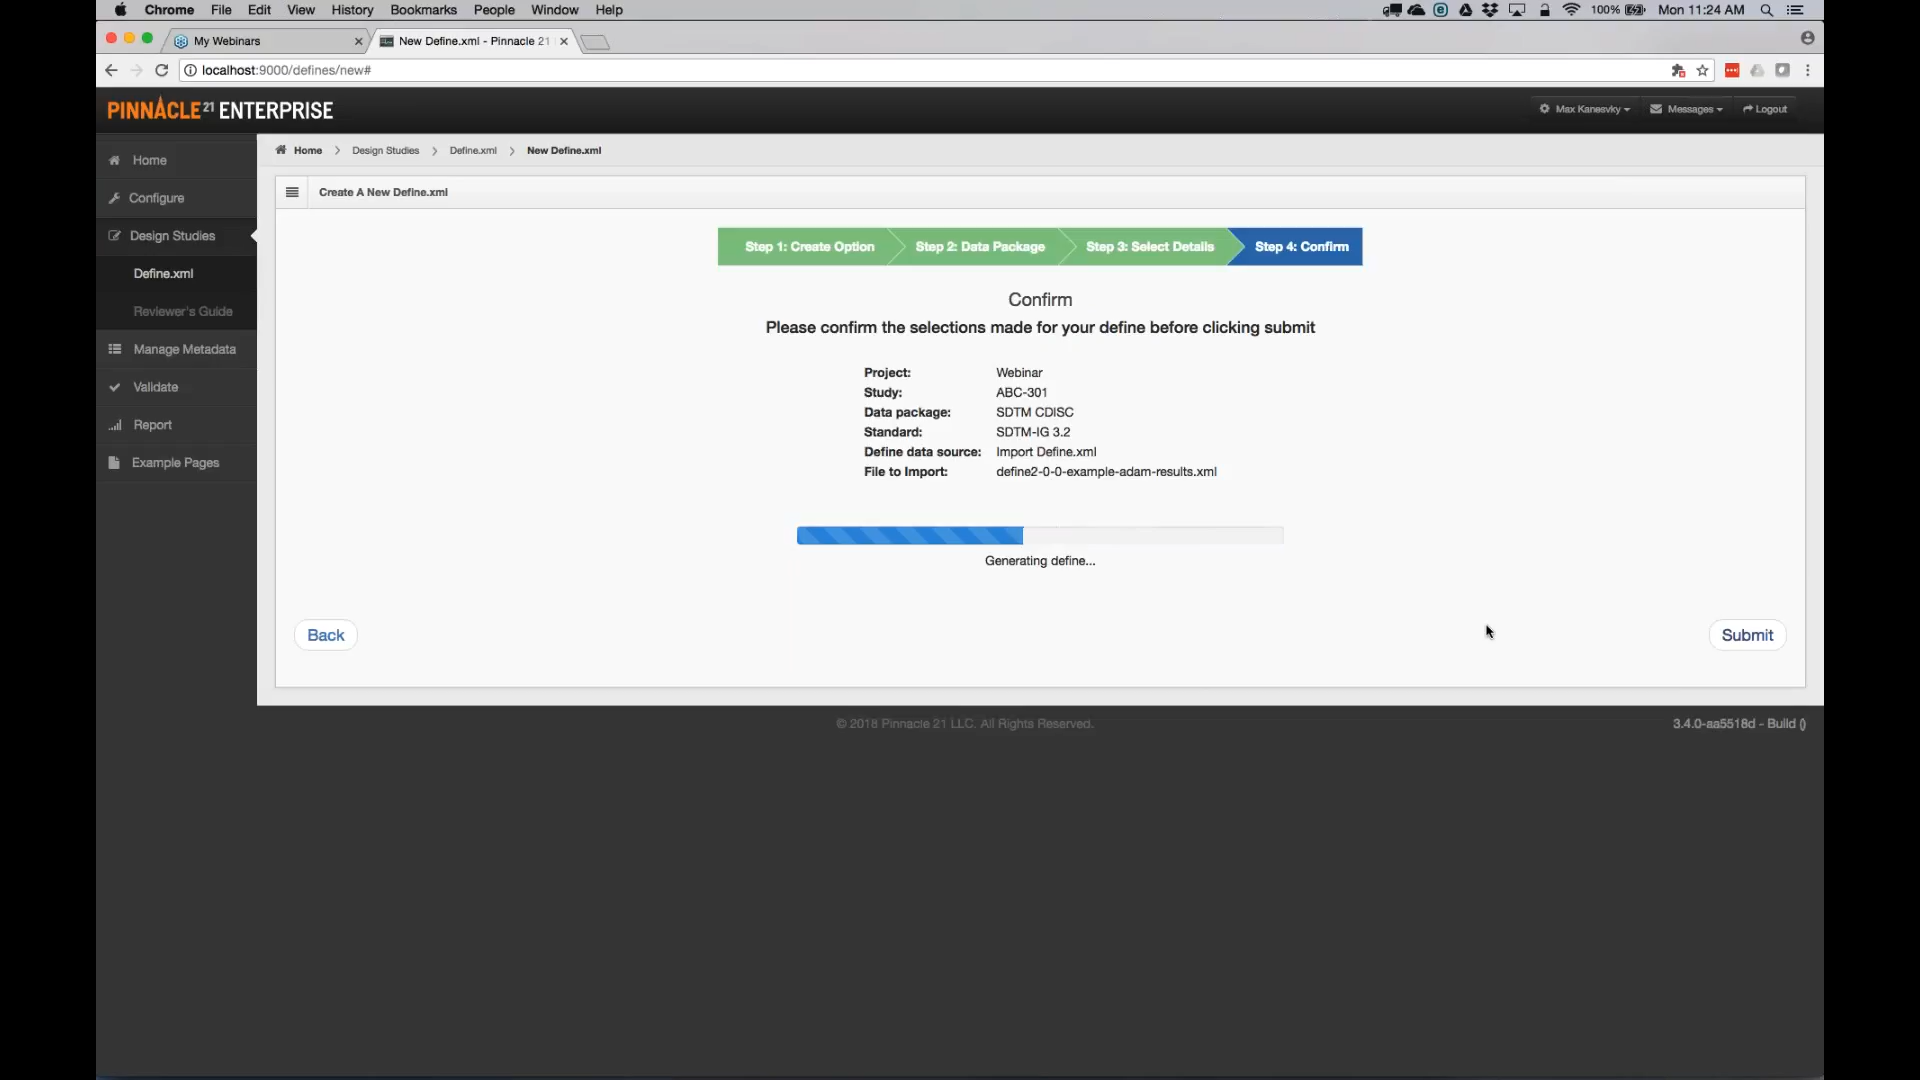 Chrome File Edit View History Bookmarks People Window Help 100% Mon 11:24 AM
My Webinars New Define.xml - Pinnacle 21
localhost:9000/defines/new#
PINNACLE 21 ENTERPRISE Max Kanesvky Messages Logout
Home
Configure
Design Studies
Define.xml
Reviewer's Guide
Manage Metadata
Validate
Report
Example Pages
Home > Design Studies > Define.xml > New Define.xml
Create A New Define.xml
Step 1: Create Option Step 2: Data Package Step 3: Select Details Step 4: Confirm
Confirm
Please confirm the selections made for your define before clicking submit
Project: Webinar
Study: ABC-301
Data package: SDTM CDISC
Standard: SDTM-IG 3.2
Define data source: Import Define.xml
File to Import: define2-0-0-example-adam-results.xml
Generating define...
Back Submit
© 2018 Pinnacle 21 LLC. All Rights Reserved. 3.4.0-aa5518d - Build ()